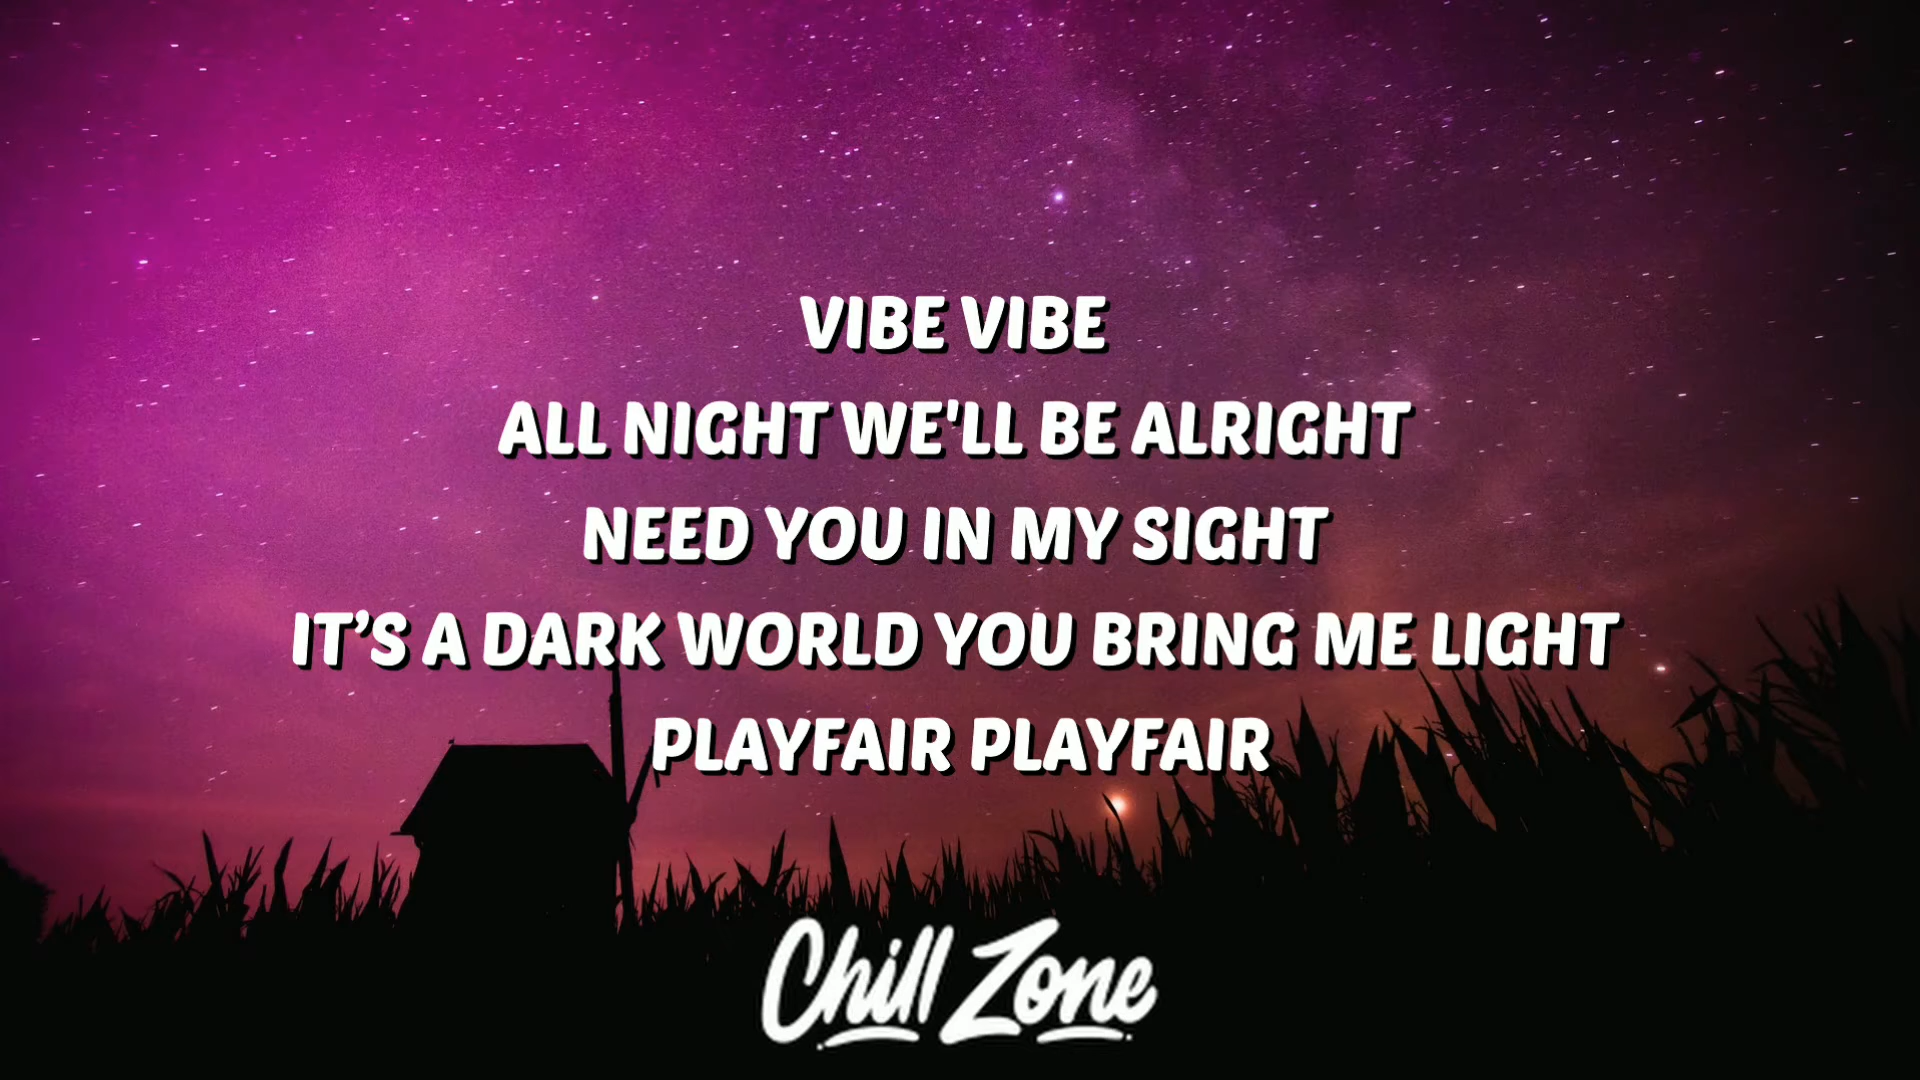 VIBE VIBE
ALL NIGHT WE'LL BE ALRIGHT
NEED YOU IN MY SIGHT
IT’S A DARK WORLD YOU BRING ME LIGHT
PLAYFAIR PLAYFAIR
Chill Zone